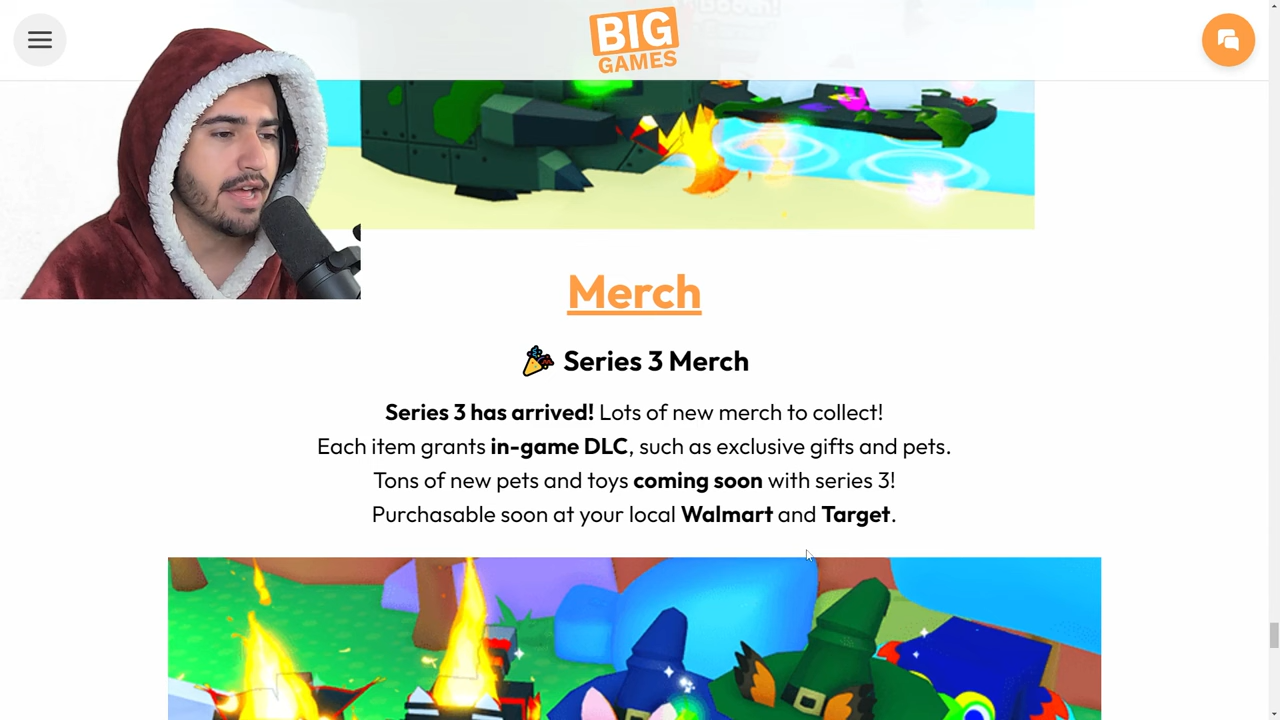 BIG
GAMES
Merch
Series 3 Merch
Series 3 has arrived! Lots of new merch to collect!
Each item grants in-game DLC, such as exclusive gifts and pets.
Tons of new pets and toys coming soon with series 3!
Purchasable soon at your local Walmart and Target.